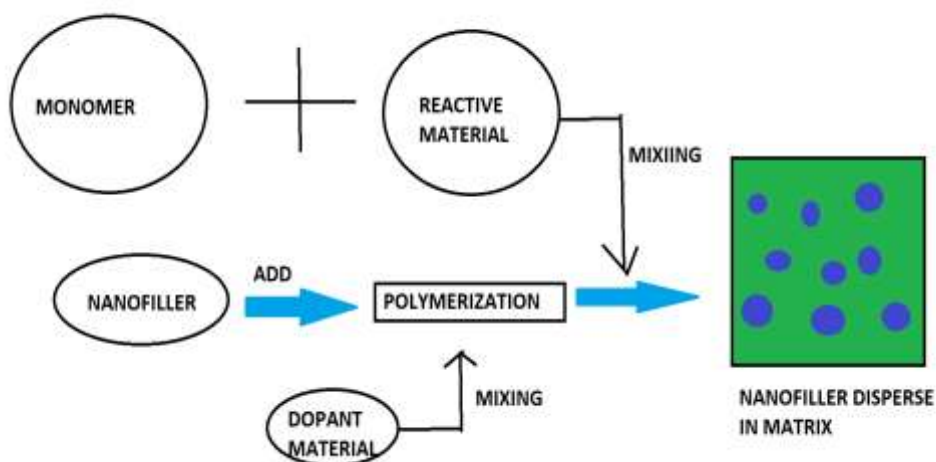 MONOMER
REACTIVE
MATERIAL
MIXIING
ADD
NANOFILLER
POLYMERIZATION
DOPANT
MATERIAL
MIXING
NANOFILLER DISPERSE
IN MATRIX